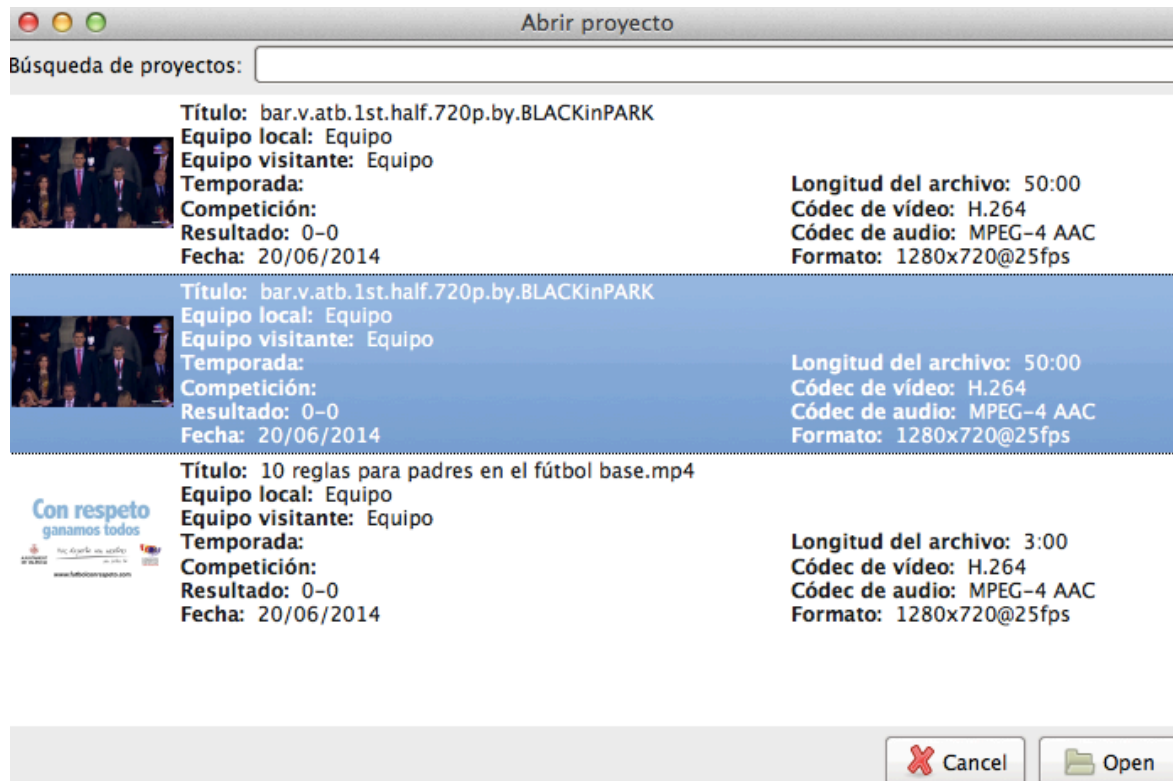 Abrir proyecto
Búsqueda de proyectos:
Título: bar.v.atb.1st.half.720p.by.BLACKinPARK
Equipo local: Equipo
Equipo visitante: Equipo
Temporada:
Longitud del archivo: 50:00
Competición:
Códec de vídeo: H.264
Resultado: 0-0
Códec de audio: MPEG-4 AAC
Fecha: 20/06/2014
Formato: 1280x720@25fps
Título: bar.v.atb.1st.half.720p.by.BLACKinPARK
Equipo local: Equipo
Equipo visitante: Equipo
Temporada:
Longitud del archivo: 50:00
Competición:
Códec de vídeo: H.264
Resultado: 0-0
Códec de audio: MPEG-4 AAC
Fecha: 20/06/2014
Formato: 1280x720@25fps
Con respeto
ganamos todos
www.futbolconrespeto.com
Título: 10 reglas para padres en el fútbol base.mp4
Equipo local: Equipo
Equipo visitante: Equipo
Temporada:
Longitud del archivo: 3:00
Competición:
Códec de vídeo: H.264
Resultado: 0-0
Códec de audio: MPEG-4 AAC
Fecha: 20/06/2014
Formato: 1280x720@25fps
Cancel
Open